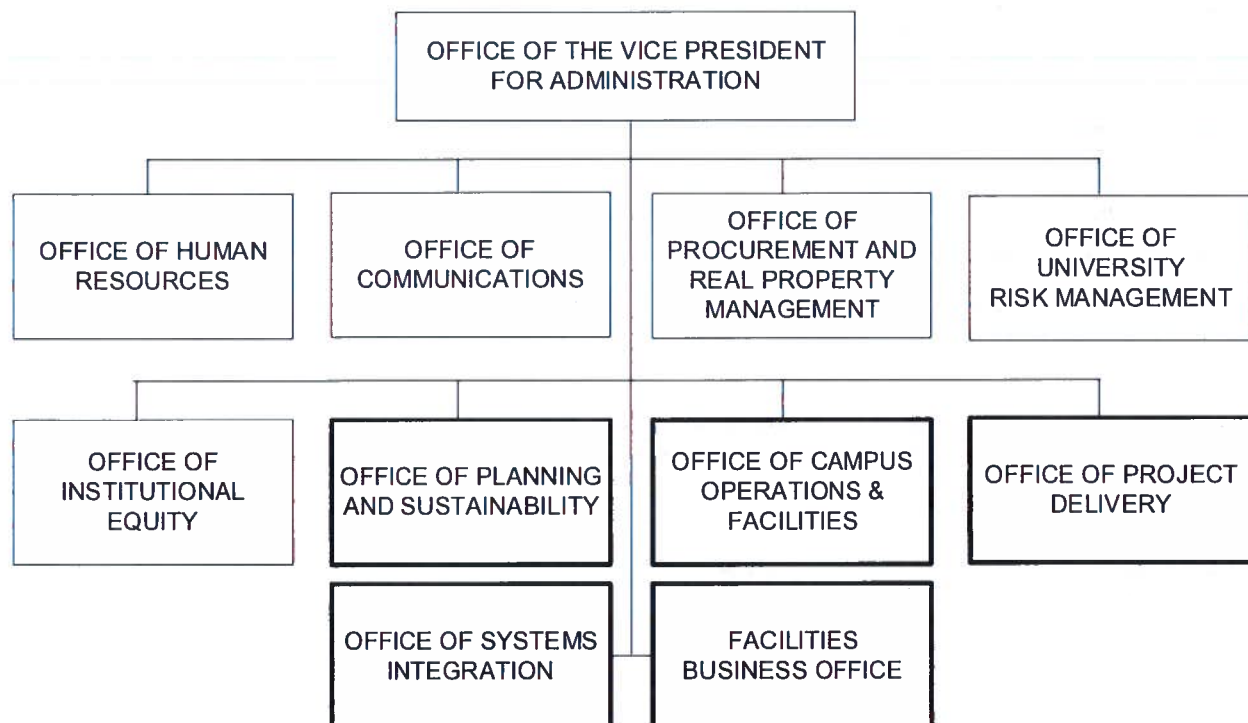 OFFICE OF THE VICE PRESIDENT
FOR ADMINISTRATION
OFFICE OF HUMAN
RESOURCES
OFFICE OF
COMMUNICATIONS
OFFICE OF
PROCUREMENT AND
REAL PROPERTY
MANAGEMENT
OFFICE OF
UNIVERSITY
RISK MANAGEMENT
OFFICE OF
INSTITUTIONAL
EQUITY
OFFICE OF PLANNING
AND SUSTAINABILITY
OFFICE OF CAMPUS
OPERATIONS &
FACILITIES
OFFICE OF PROJECT
DELIVERY
OFFICE OF SYSTEMS
INTEGRATION
FACILITIES
BUSINESS OFFICE